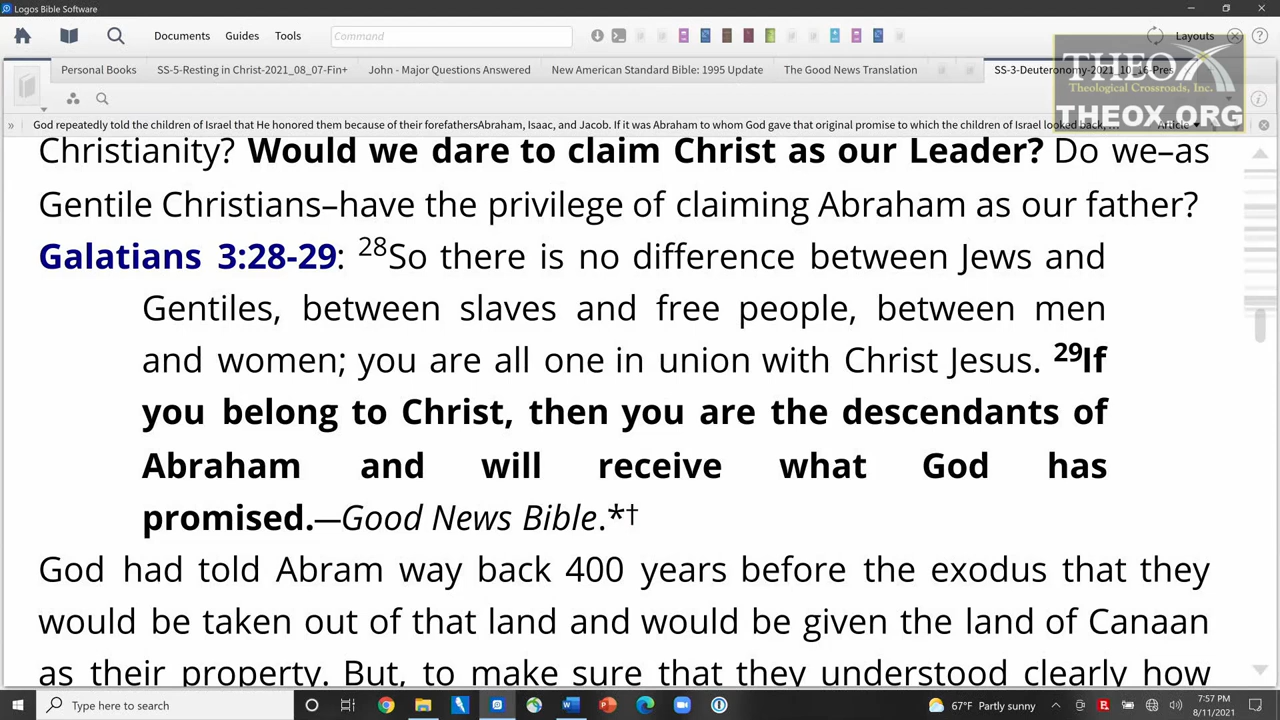 Logos Bible Software
Documents Guides Tools Command Layouts
Personal Books SS-5-Resting in Christ-2021_08_07-Fin+ New American Standard Bible: 1995 Update The Good News Translation SS-3-Deuteronomy-2021_10_16-Pres
THEOX
Theological Crossroads, Inc.
THEOX.ORG
» God repeatedly told the children of Israel that He honored them because of their forefathers Abraham, Isaac, and Jacob. If it was Abraham to whom God gave that original promise to which the children of Israel looked back, ... Article
Christianity? Would we dare to claim Christ as our Leader? Do we–as
Gentile Christians–have the privilege of claiming Abraham as our father?
Galatians 3:28-29: 28So there is no difference between Jews and
Gentiles, between slaves and free people, between men
and women; you are all one in union with Christ Jesus. 29If
you belong to Christ, then you are the descendants of
Abraham and will receive what God has
promised.—Good News Bible.*†
God had told Abram way back 400 years before the exodus that they
would be taken out of that land and would be given the land of Canaan
as their property. But, to make sure that they understood clearly how
Type here to search
67°F Partly sunny
7:57 PM
8/11/2021